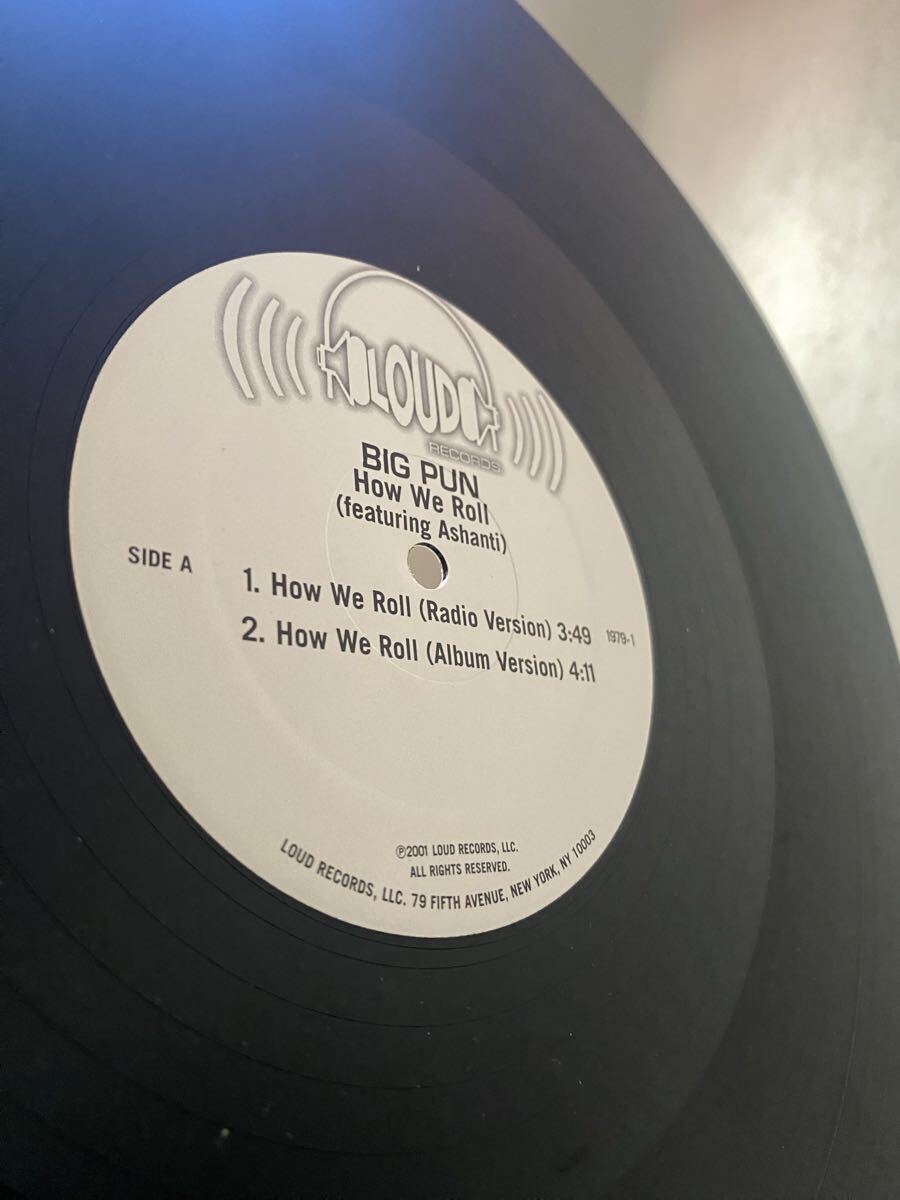 LOUD
RECORDS
BIG PUN
How We Roll
(featuring Ashanti)
SIDE A
1. How We Roll (Radio Version) 3:49
1979-1
2. How We Roll (Album Version) 4:11
℗2001 LOUD RECORDS, LLC.
ALL RIGHTS RESERVED.
LOUD RECORDS, LLC. 79 FIFTH AVENUE, NEW YORK, NY 10003